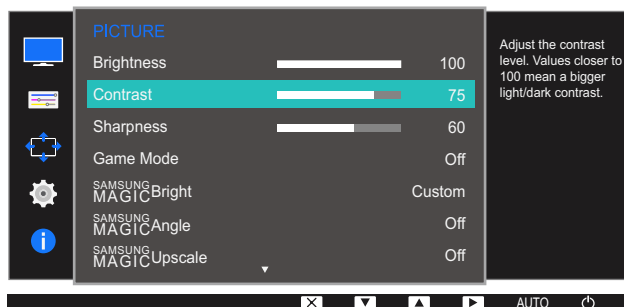 PICTURE
Brightness 100
Contrast 75
Sharpness 60
Game Mode Off
SAMSUNG MAGIC Bright Custom
SAMSUNG MAGIC Angle Off
SAMSUNG MAGIC Upscale Off
Adjust the contrast
level. Values closer to
100 mean a bigger
light/dark contrast.
AUTO